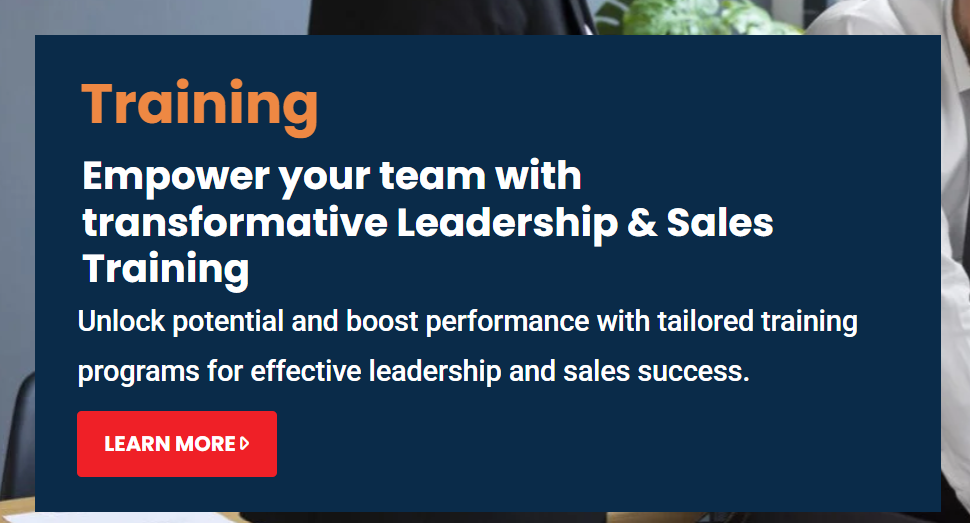 Training
Empower your team with
transformative Leadership & Sales
Training
Unlock potential and boost performance with tailored training
programs for effective leadership and sales success.
LEARN MORE